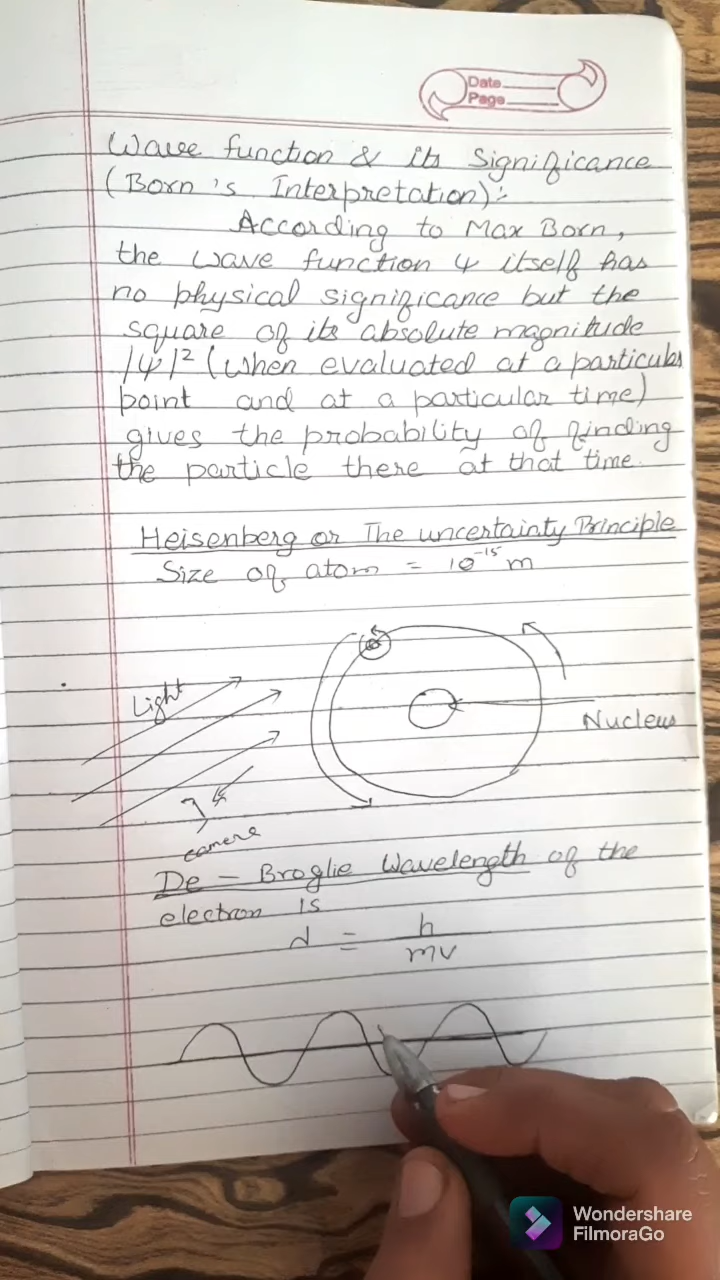 Date
Page
Wave function & its Significance
(Born's Interpretation):-
According to Max Born,
the wave function ψ itself has
no physical significance but the
square of its absolute magnitude
|ψ|² (when evaluated at a particular
point and at a particular time)
gives the probability of finding
the particle there at that time.
Heisenberg or The uncertainty Principle
Size of atom = 10⁻¹⁵ m
Light
Nucleus
camera
De - Broglie Wavelength of the
electron is
λ = h
mv
Wondershare
FilmoraGo